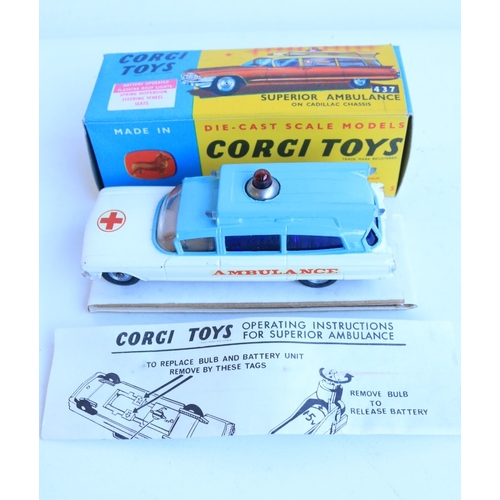 CORGI
TOYS
437
SUPERIOR AMBULANCE
ON CADILLAC CHASSIS
MADE IN
DIE-CAST SCALE MODELS
CORGI TOYS
AMBULANCE
CORGI TOYS OPERATING INSTRUCTIONS
FOR SUPERIOR AMBULANCE
TO REPLACE BULB AND BATTERY UNIT
REMOVE BY THESE TAGS
REMOVE BULB
TO
RELEASE BATTERY